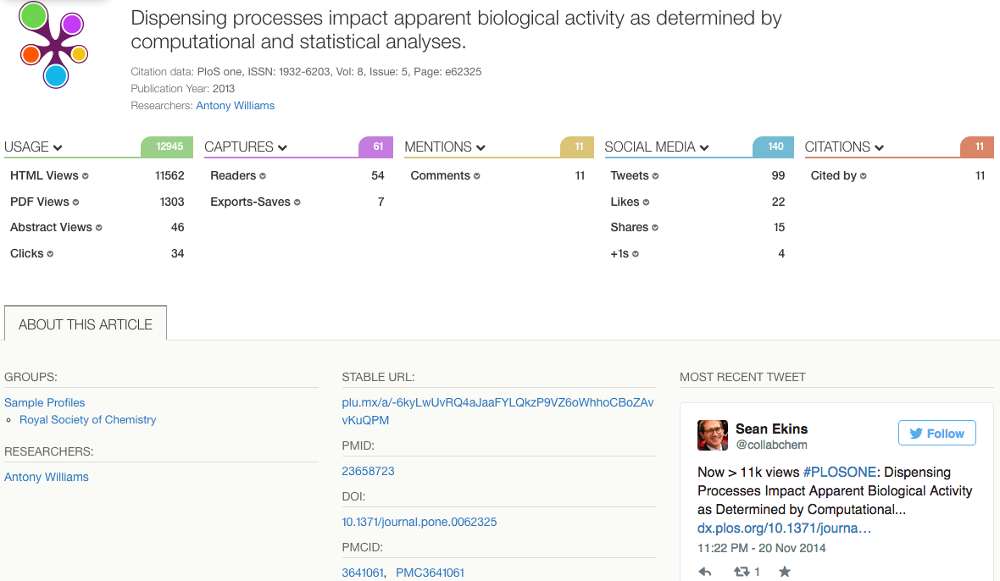 Dispensing processes impact apparent biological activity as determined by
computational and statistical analyses.
Citation data: PloS one, ISSN: 1932-6203, Vol: 8, Issue: 5, Page: e62325
Publication Year: 2013
Researchers: Antony Williams
USAGE 12945
HTML Views 11562
PDF Views 1303
Abstract Views 46
Clicks 34
CAPTURES 61
Readers 54
Exports-Saves 7
MENTIONS 11
Comments 11
SOCIAL MEDIA 140
Tweets 99
Likes 22
Shares 15
+1s 4
CITATIONS 11
Cited by 11
ABOUT THIS ARTICLE
GROUPS:
Sample Profiles
Royal Society of Chemistry
RESEARCHERS:
Antony Williams
STABLE URL:
plu.mx/a/-6kyLwUvRQ4aJaaFYLQkzP9VZ6oWhhoCBoZAv
vKuQPM
PMID:
23658723
DOI:
10.1371/journal.pone.0062325
PMCID:
3641061, PMC3641061
MOST RECENT TWEET
Sean Ekins
@collabchem
Follow
Now > 11k views #PLOSONE: Dispensing
Processes Impact Apparent Biological Activity
as Determined by Computational...
dx.plos.org/10.1371/journa…
11:22 PM - 20 Nov 2014
1